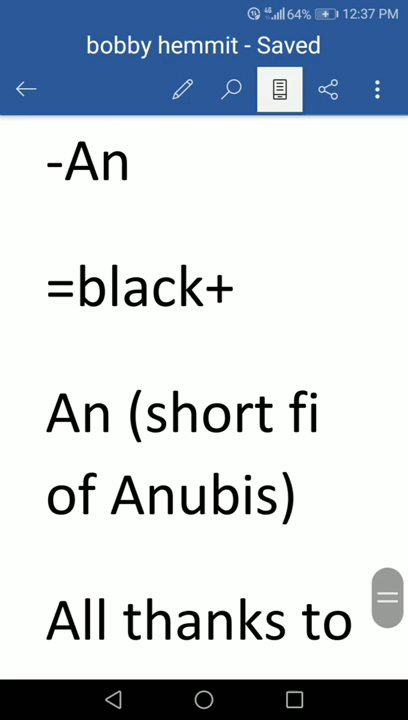 64% 12:37 PM
bobby hemmit - Saved
-An
=black+
An (short fi
of Anubis)
All thanks to